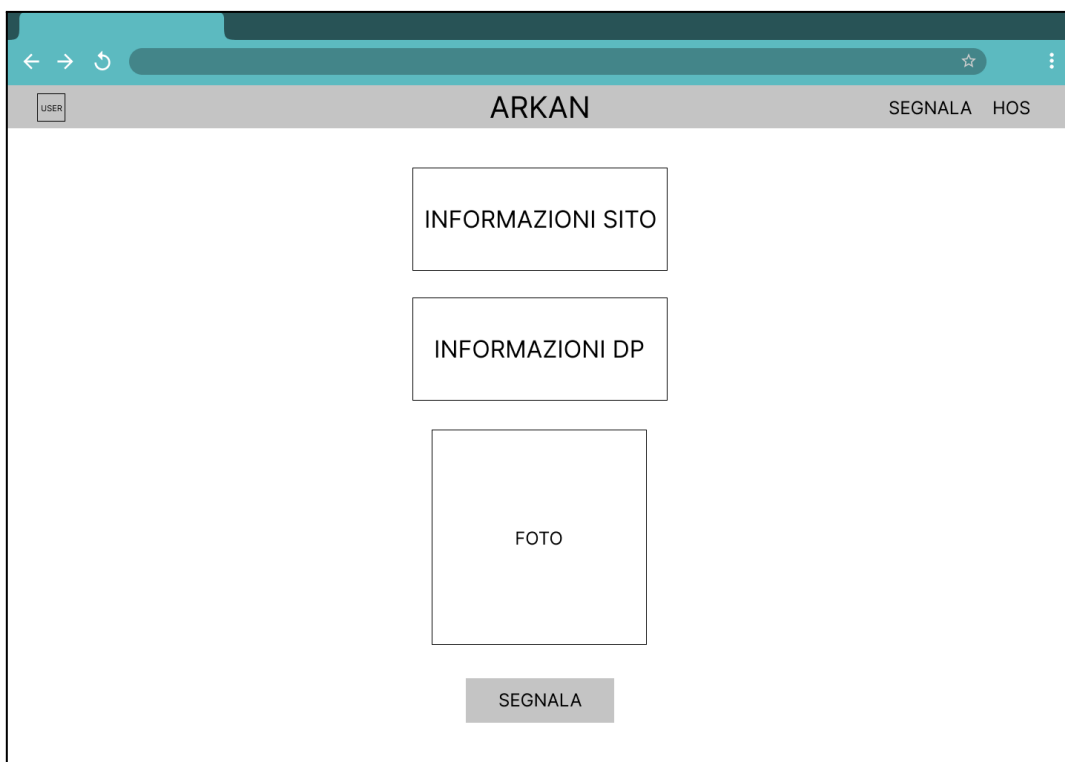 USER
ARKAN
SEGNALA
HOS
INFORMAZIONI SITO
INFORMAZIONI DP
FOTO
SEGNALA